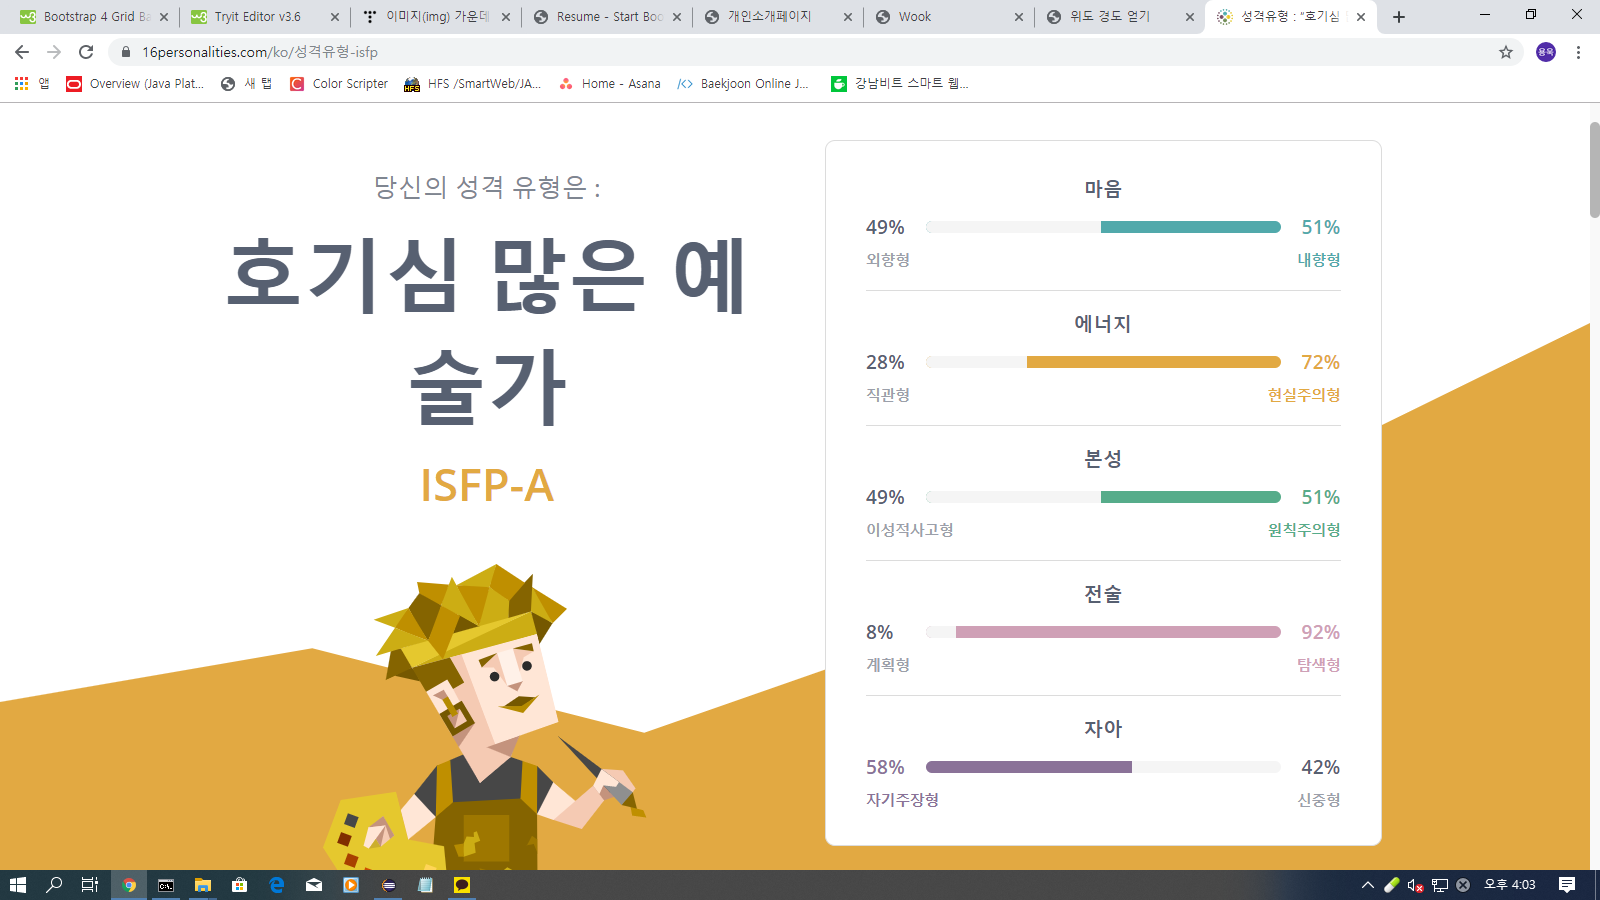 Bootstrap 4 Grid Ba
Tryit Editor v3.6
이미지(img) 가운데
Resume - Start Boo
개인소개페이지
Wook
위도 경도 얻기
성격유형 : "호기심
16personalities.com/ko/성격유형-isfp
용욱
앱
Overview (Java Plat...
새 탭
Color Scripter
HFS /SmartWeb/JA...
Home - Asana
Baekjoon Online J...
강남비트 스마트 웹...
당신의 성격 유형은 :
호기심 많은 예
술가
ISFP-A
마음
49% 51%
외향형 내향형
에너지
28% 72%
직관형 현실주의형
본성
49% 51%
이성적사고형 원칙주의형
전술
8% 92%
계획형 탐색형
자아
58% 42%
자기주장형 신중형
오후 4:03